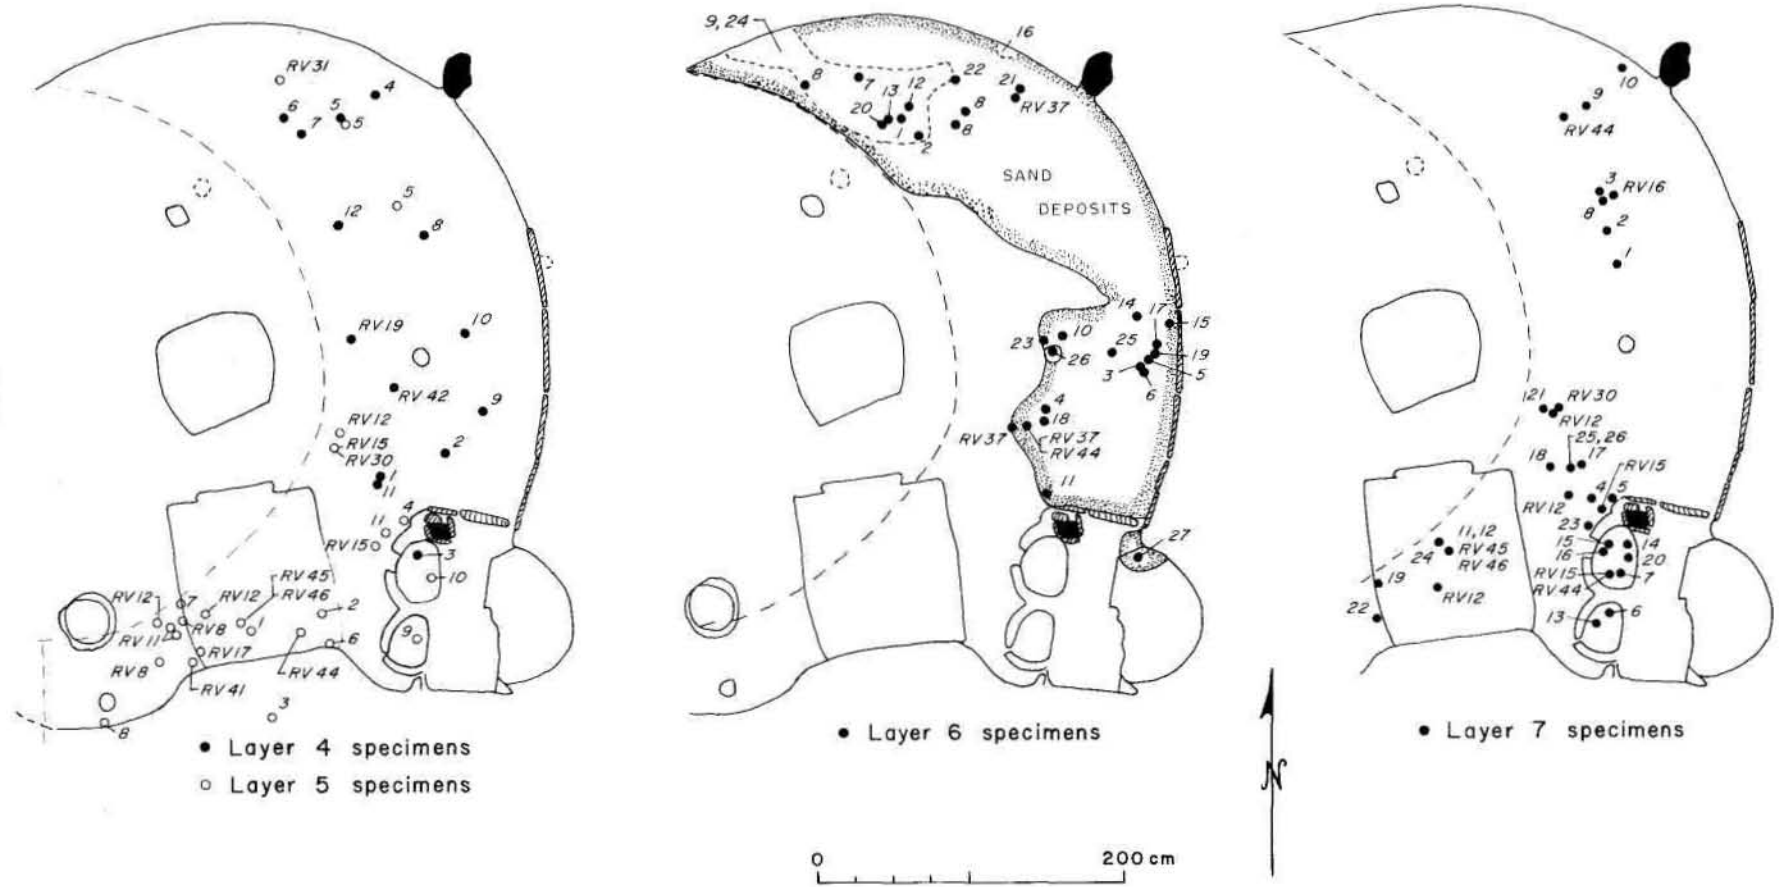 RV31
4
6
5
7
5
5
12
8
RV19
10
RV42
9
RV12
RV15
RV30
2
1
11
4
11
RV15
3
10
RV45
RV46
RV12
7
RV12
2
RV11
RV8
1
6
9
RV17
RV8
RV41
RV44
3
8
● Layer 4 specimens
○ Layer 5 specimens
9, 24
16
8
7
12
22
21
13
RV37
20
8
1
8
2
SAND
DEPOSITS
14
17
15
10
23
25
19
26
3
5
6
4
18
RV37
RV37
RV44
11
27
● Layer 6 specimens
0
200 cm
N
10
9
RV44
3
RV16
8
2
1
21
RV30
RV12
25, 26
18
17
RV15
4
5
RV12
23
11, 12
15
14
24
RV45
16
20
RV46
RV15
19
7
RV44
RV12
22
13
6
● Layer 7 specimens